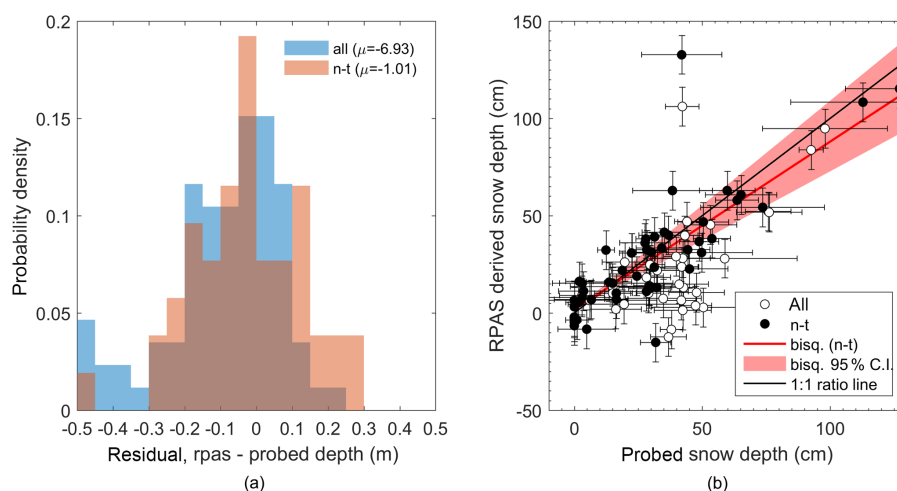 (a)
0.2
0.15
0.1
0.05
0
Probability density
all (μ=-6.93)
n-t (μ=-1.01)
-0.5 -0.4 -0.3 -0.2 -0.1 0 0.1 0.2 0.3 0.4 0.5
Residual, rpas - probed depth (m)
(a)
(b)
150
100
50
0
-50
RPAS derived snow depth (cm)
All
n-t
bisq. (n-t)
bisq. 95 % C.I.
1:1 ratio line
0 50 100
Probed snow depth (cm)
(b)